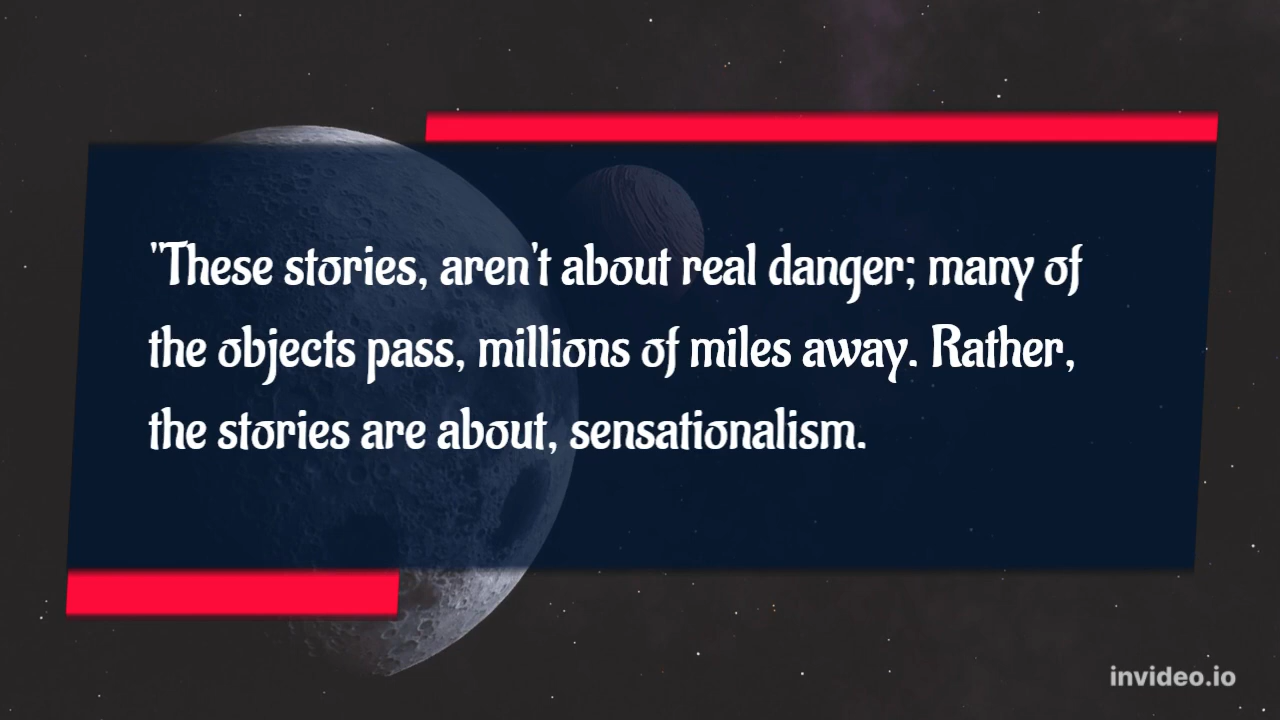 "These stories, aren't about real danger; many of
the objects pass, millions of miles away. Rather,
the stories are about, sensationalism.
invideo.io